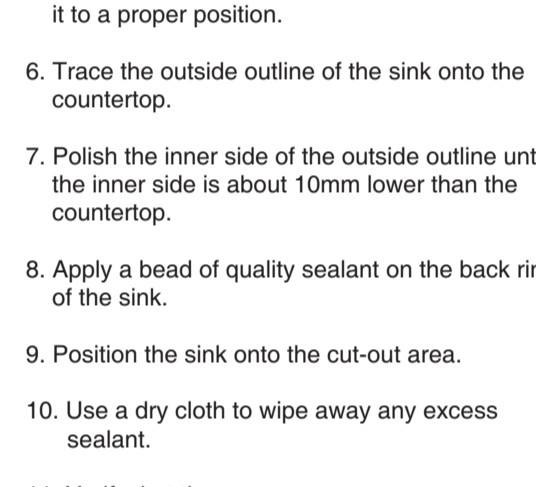 it to a proper position.
6. Trace the outside outline of the sink onto the
countertop.
7. Polish the inner side of the outside outline
the inner side is about 10mm lower than the
countertop.
8. Apply a bead of quality sealant on the back
of the sink.
9. Position the sink onto the cut-out area.
10. Use a dry cloth to wipe away any excess
sealant.